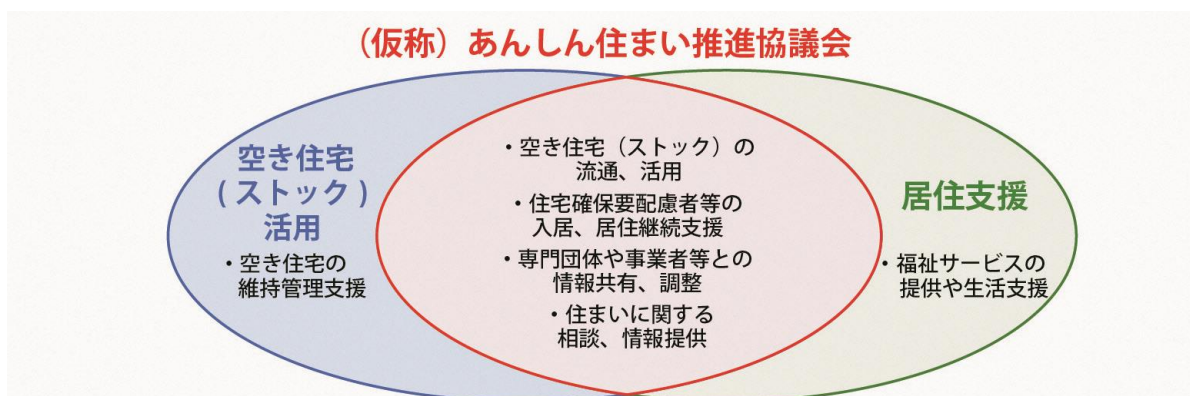 （仮称）あんしん住まい推進協議会
空き住宅
(ストック)
活用
・空き住宅の
維持管理支援
・空き住宅（ストック）の
流通、活用
・住宅確保要配慮者等の
入居、居住継続支援
・専門団体や事業者等との
情報共有、調整
・住まいに関する
相談、情報提供
居住支援
・福祉サービスの
提供や生活支援